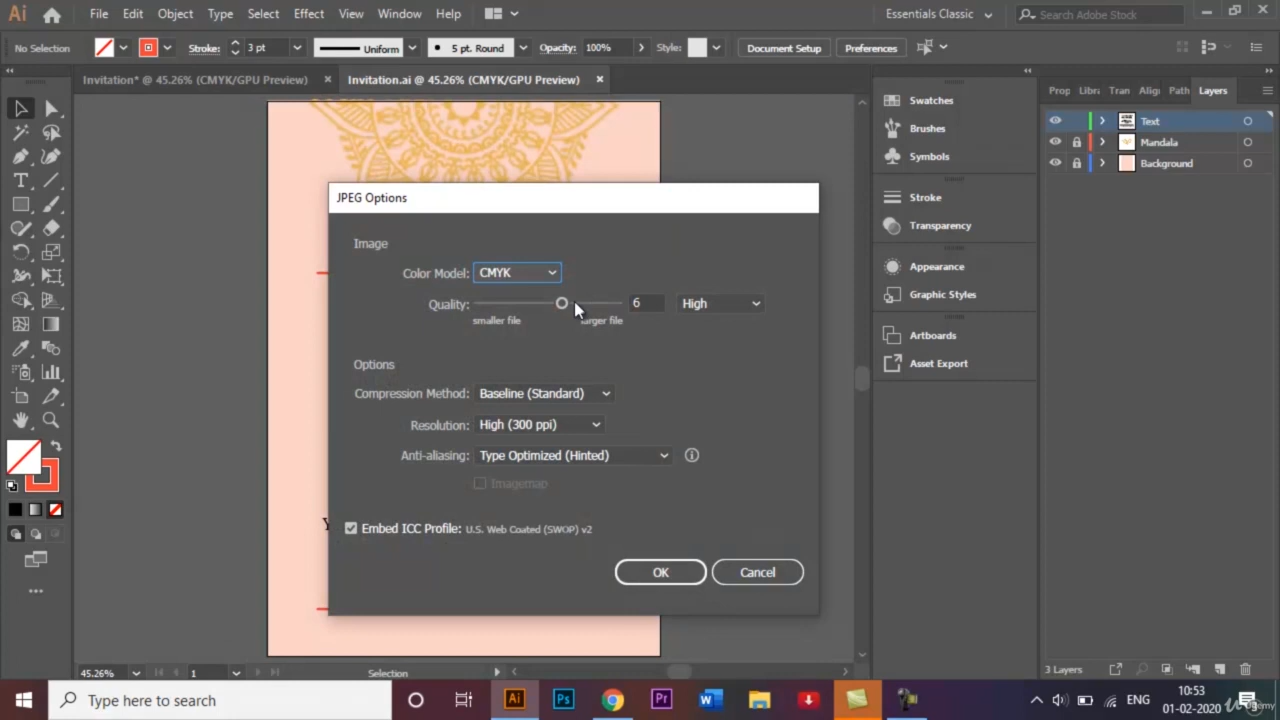 Ai File Edit Object Type Select Effect View Window Help Essentials Classic Search Adobe Stock
No Selection Stroke: 3 pt Uniform 5 pt. Round Opacity: 100% Style: Document Setup Preferences
Invitation* @ 45.26% (CMYK/GPU Preview) × Invitation.ai @ 45.26% (CMYK/GPU Preview) ×
Prop Libra Tran Aligi Path Layers
Swatches
Brushes
Symbols
Stroke
Transparency
Appearance
Graphic Styles
Artboards
Asset Export
Text
Mandala
Background
JPEG Options
Image
Color Model: CMYK
Quality: 6 High
smaller file larger file
Options
Compression Method: Baseline (Standard)
Resolution: High (300 ppi)
Anti-aliasing: Type Optimized (Hinted)
Imagemap
Y
Embed ICC Profile: U.S. Web Coated (SWOP) v2
OK Cancel
45.26% 1 Selection
3 Layers
Type here to search
Ai Ps Pr
ENG
10:53
01-02-2020